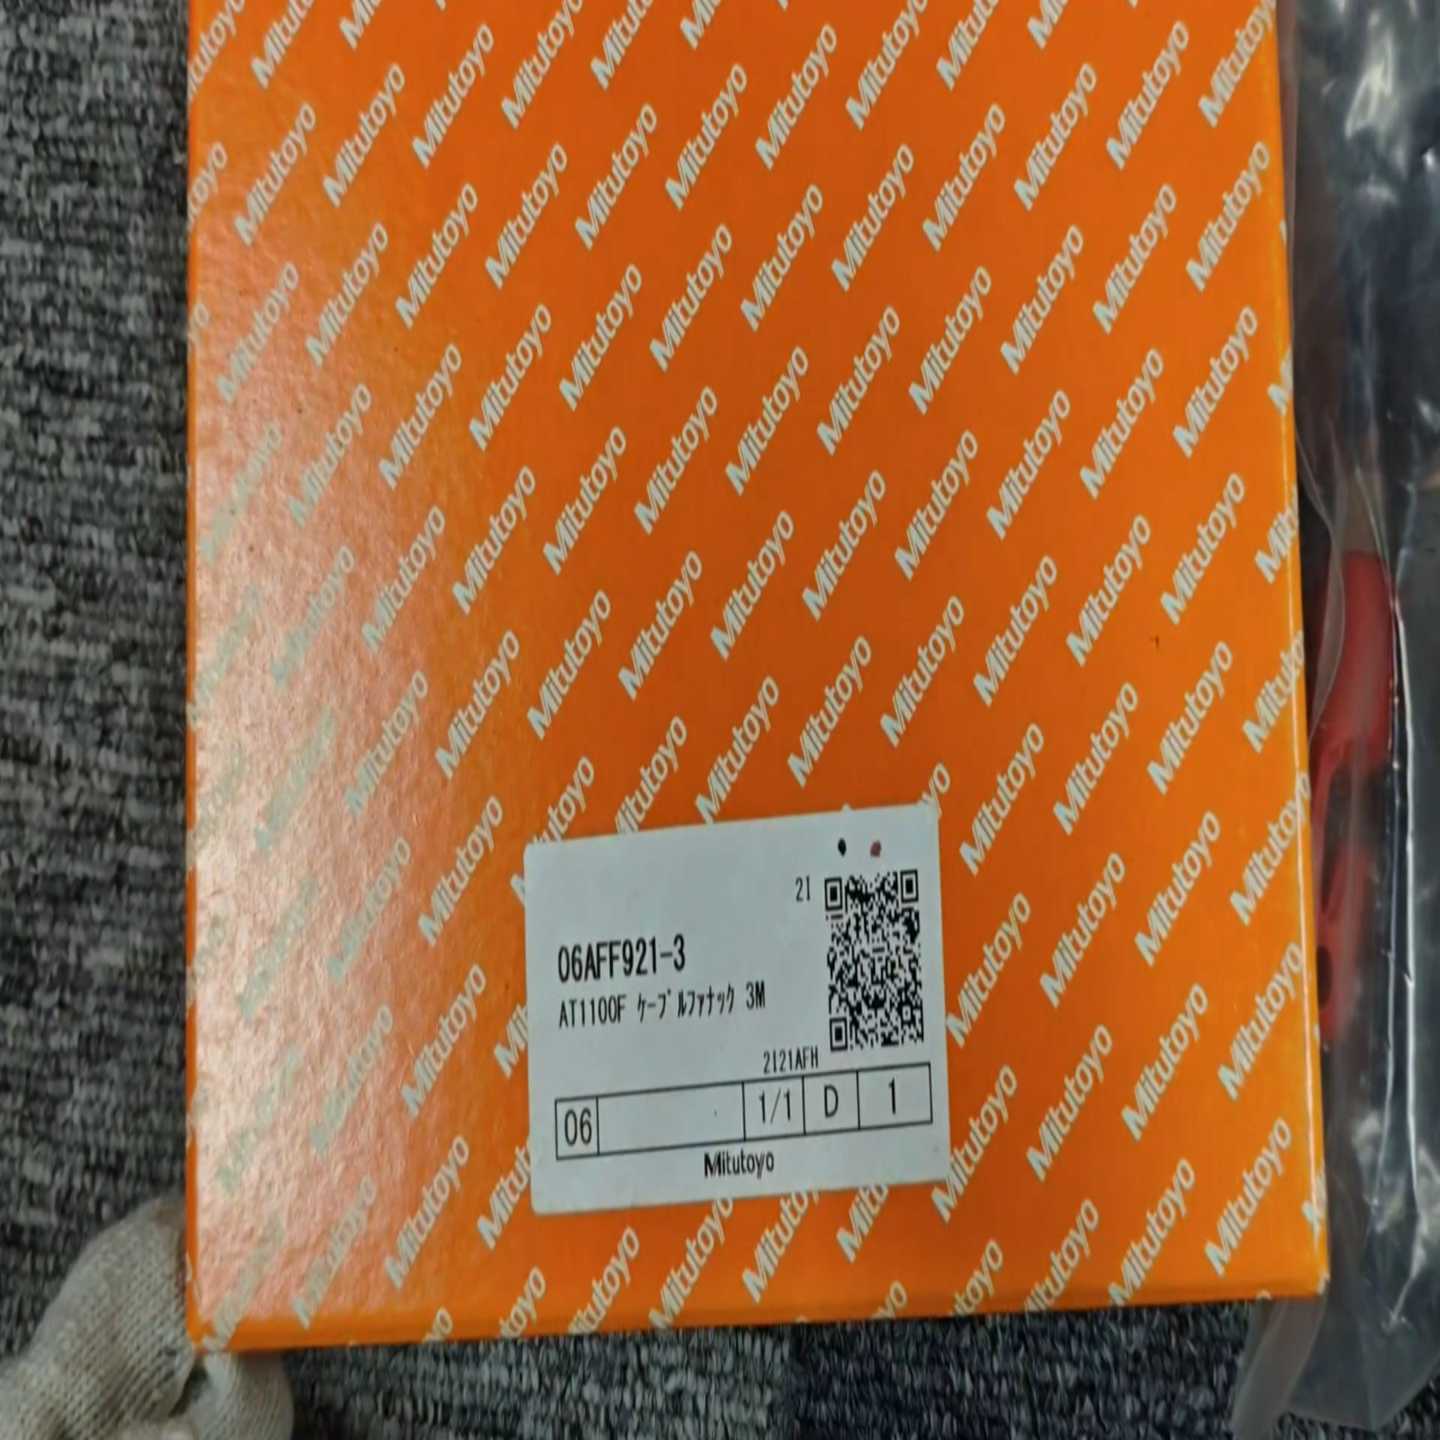 Mitutoyo
21
06AFF921-3
AT1100F ｹｰﾌﾞﾙﾌｧﾅｯｸ 3M
2121AFH
06 1/1 D 1
Mitutoyo